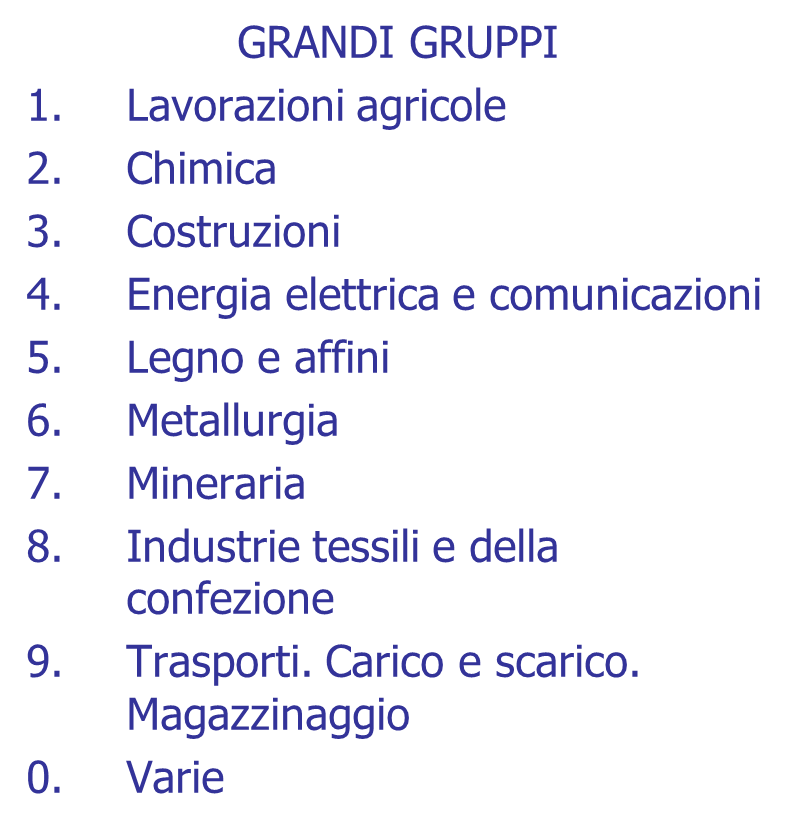 GRANDI GRUPPI
1. Lavorazioni agricole
2. Chimica
3. Costruzioni
4. Energia elettrica e comunicazioni
5. Legno e affini
6. Metallurgia
7. Mineraria
8. Industrie tessili e della
confezione
9. Trasporti. Carico e scarico.
Magazzinaggio
0. Varie